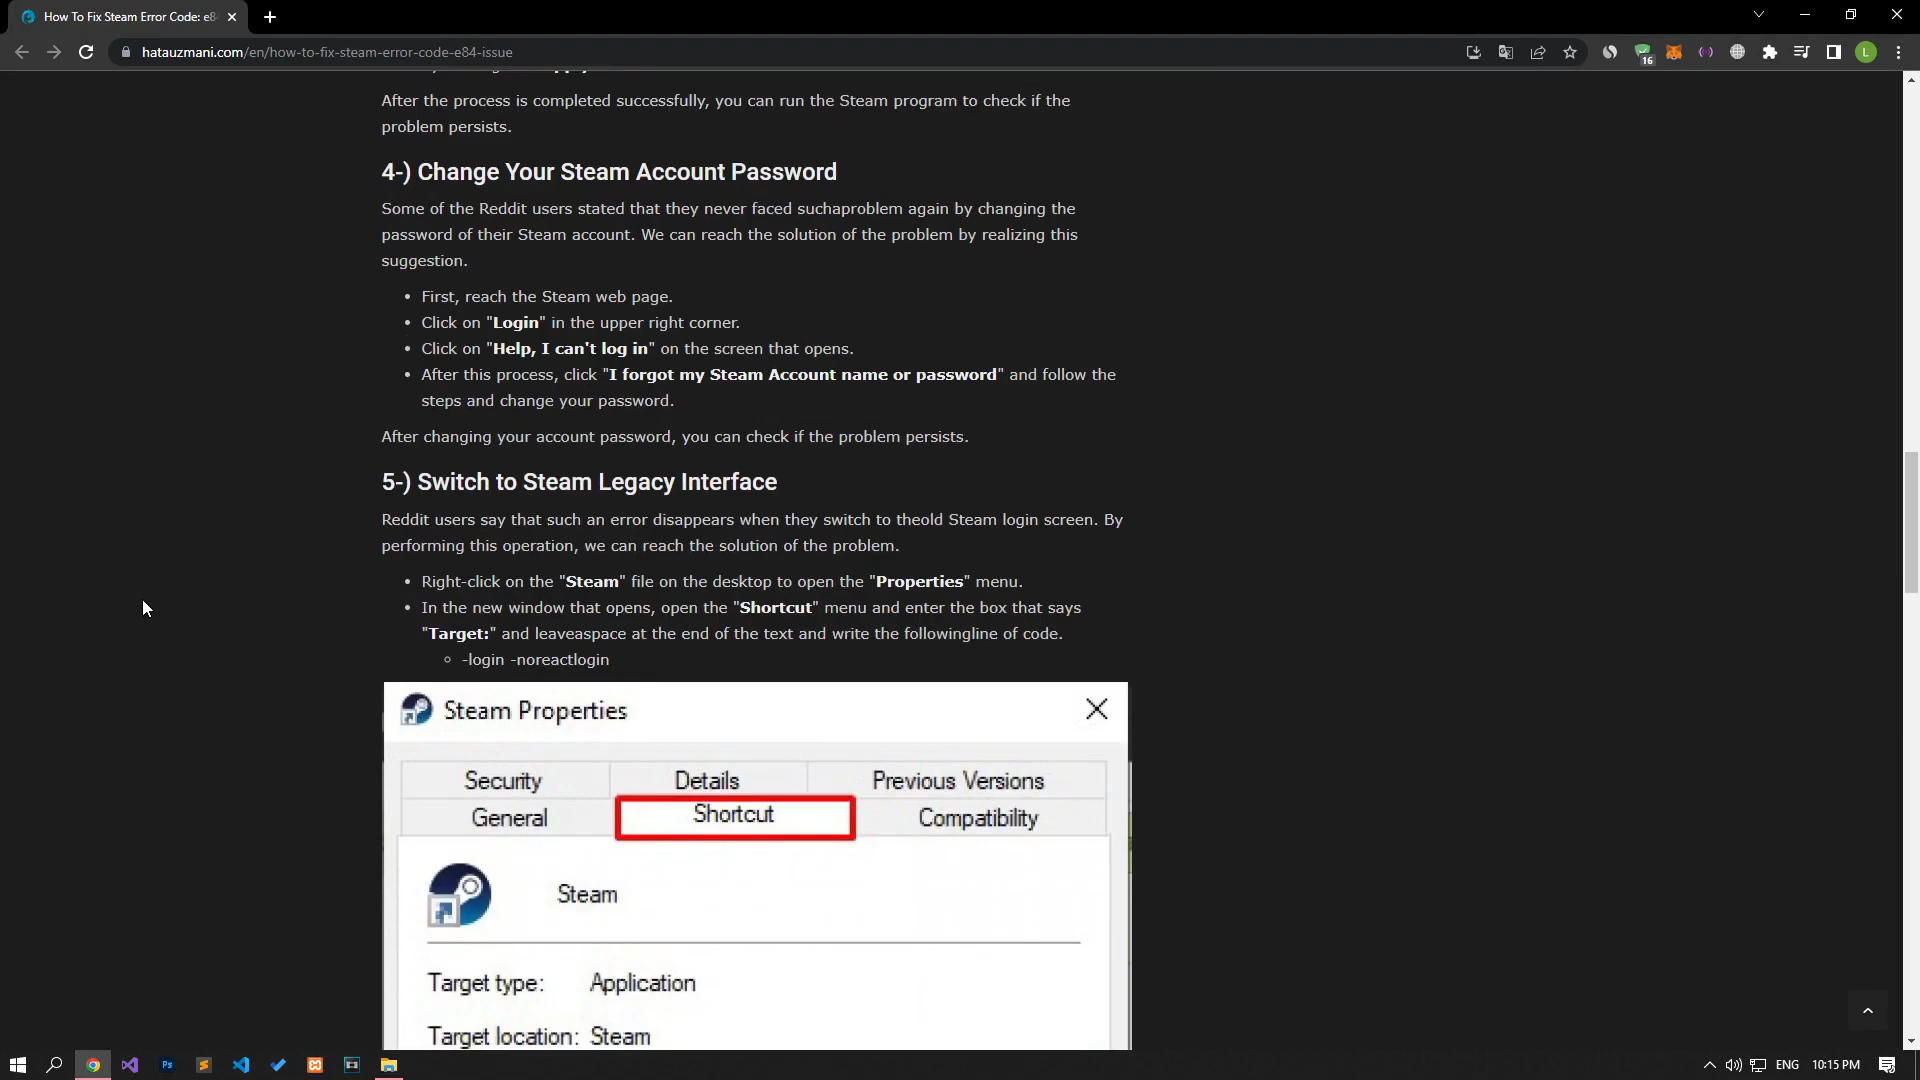 How To Fix Steam Error Code: e8
hatauzmani.com/en/how-to-fix-steam-error-code-e84-issue
16
L
After the process is completed successfully, you can run the Steam program to check if the
problem persists.
4-) Change Your Steam Account Password
Some of the Reddit users stated that they never faced suchaproblem again by changing the
password of their Steam account. We can reach the solution of the problem by realizing this
suggestion.
• First, reach the Steam web page.
• Click on "Login" in the upper right corner.
• Click on "Help, I can't log in" on the screen that opens.
• After this process, click "I forgot my Steam Account name or password" and follow the
steps and change your password.
After changing your account password, you can check if the problem persists.
5-) Switch to Steam Legacy Interface
Reddit users say that such an error disappears when they switch to theold Steam login screen. By
performing this operation, we can reach the solution of the problem.
• Right-click on the "Steam" file on the desktop to open the "Properties" menu.
• In the new window that opens, open the "Shortcut" menu and enter the box that says
"Target:" and leaveaspace at the end of the text and write the followingline of code.
◦ -login -noreactlogin
Steam Properties
Security Details Previous Versions
General Shortcut Compatibility
Steam
Target type: Application
Target location: Steam
Ps
ENG 10:15 PM